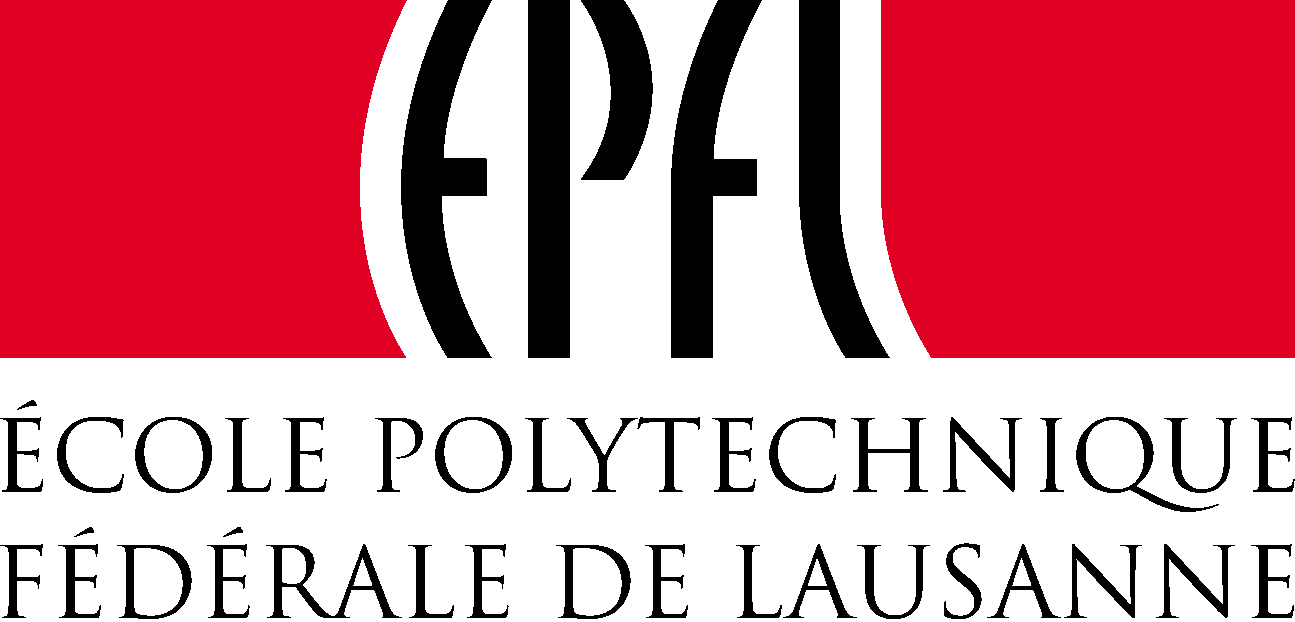 EPFL
ÉCOLE POLYTECHNIQUE
FÉDÉRALE DE LAUSANNE